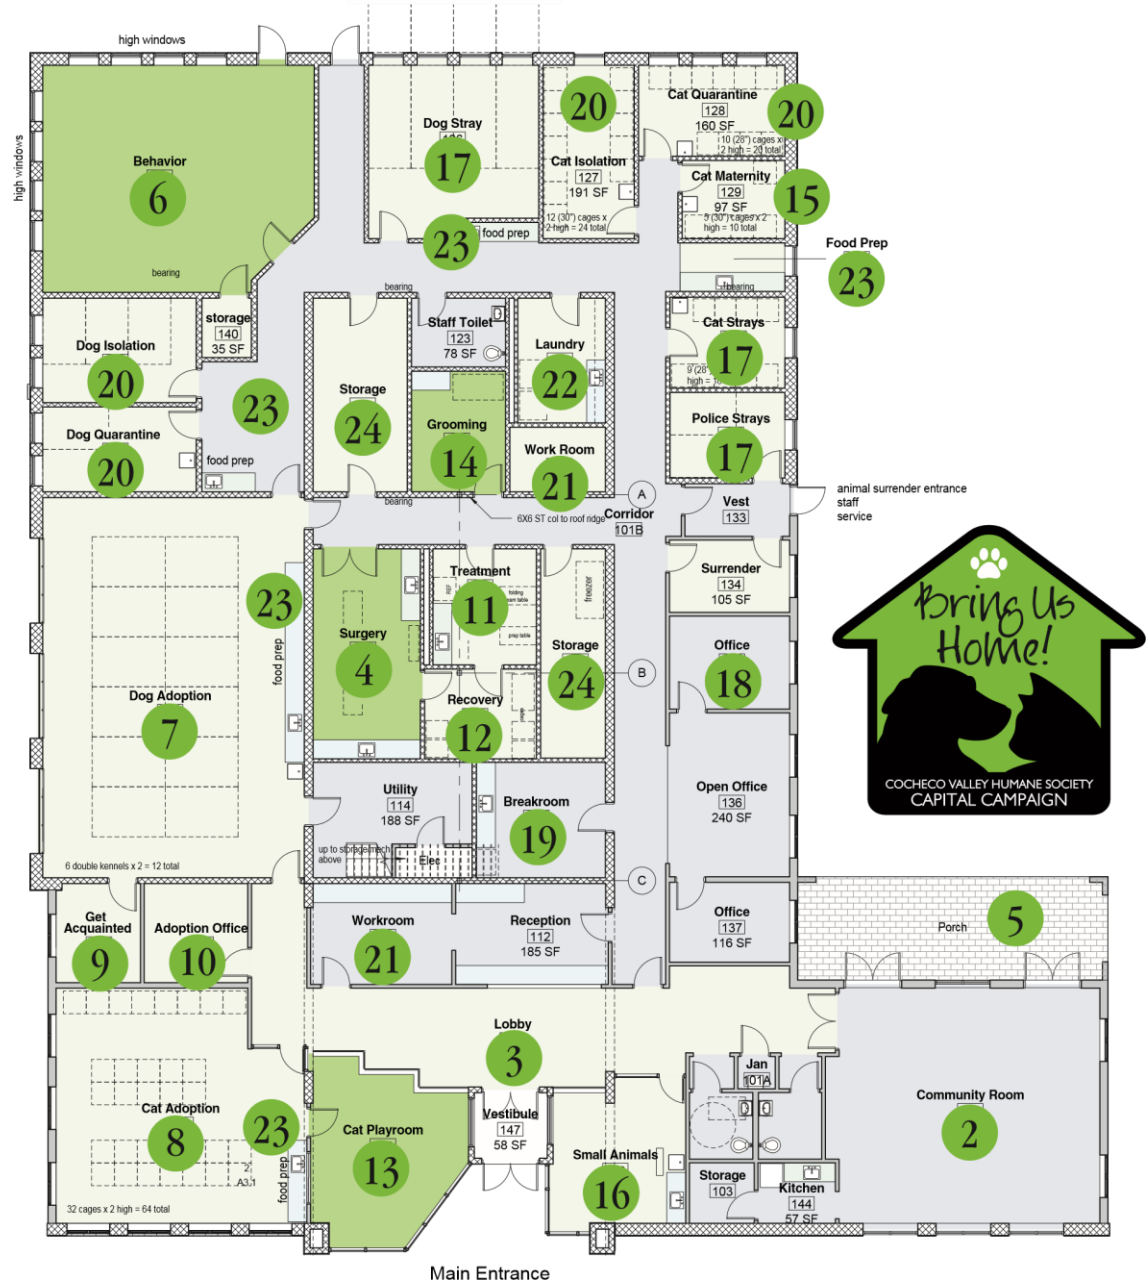 high windows
high windows
Behavior
6
bearing
Dog Stray
17
23
food prep
20
Cat Isolation
127
191 SF
12 (30") cages x
2 high = 24 total
Cat Quarantine
128
160 SF
20
10 (28") cages x
2 high = 20 total
Cat Maternity
129
97 SF
15
5 (30") cages x 2
high = 10 total
Food Prep
23
bearing
bearing
storage
140
35 SF
Dog Isolation
20
Dog Quarantine
20
23
food prep
Storage
24
Staff Toilet
123
78 SF
Grooming
14
Laundry
22
Work Room
21
Cat Strays
17
9 (28"
high =
Police Strays
17
bearing
6X6 ST col to roof ridge
A
Corridor
101B
Vest
133
animal surrender entrance
staff
service
Surrender
134
105 SF
Dog Adoption
7
23
food prep
6 double kennels x 2 = 12 total
Surgery
4
Treatment
11
REF
folding
prep table
Recovery
12
freezer
Storage
24
B
Office
18
Open Office
136
240 SF
Utility
114
188 SF
up to storage/mech
above
Elec
Breakroom
19
C
Office
137
116 SF
Bring Us
Home!
COCHECO VALLEY HUMANE SOCIETY
CAPITAL CAMPAIGN
Get
Acquainted
9
Adoption Office
10
Workroom
21
Reception
112
185 SF
Porch
5
Lobby
3
Cat Adoption
8
23
food prep
2
A3.1
32 cages x 2 high = 64 total
Cat Playroom
13
Vestibule
147
58 SF
Small Animals
16
Jan
101A
Storage
103
Kitchen
144
57 SF
Community Room
2
Main Entrance